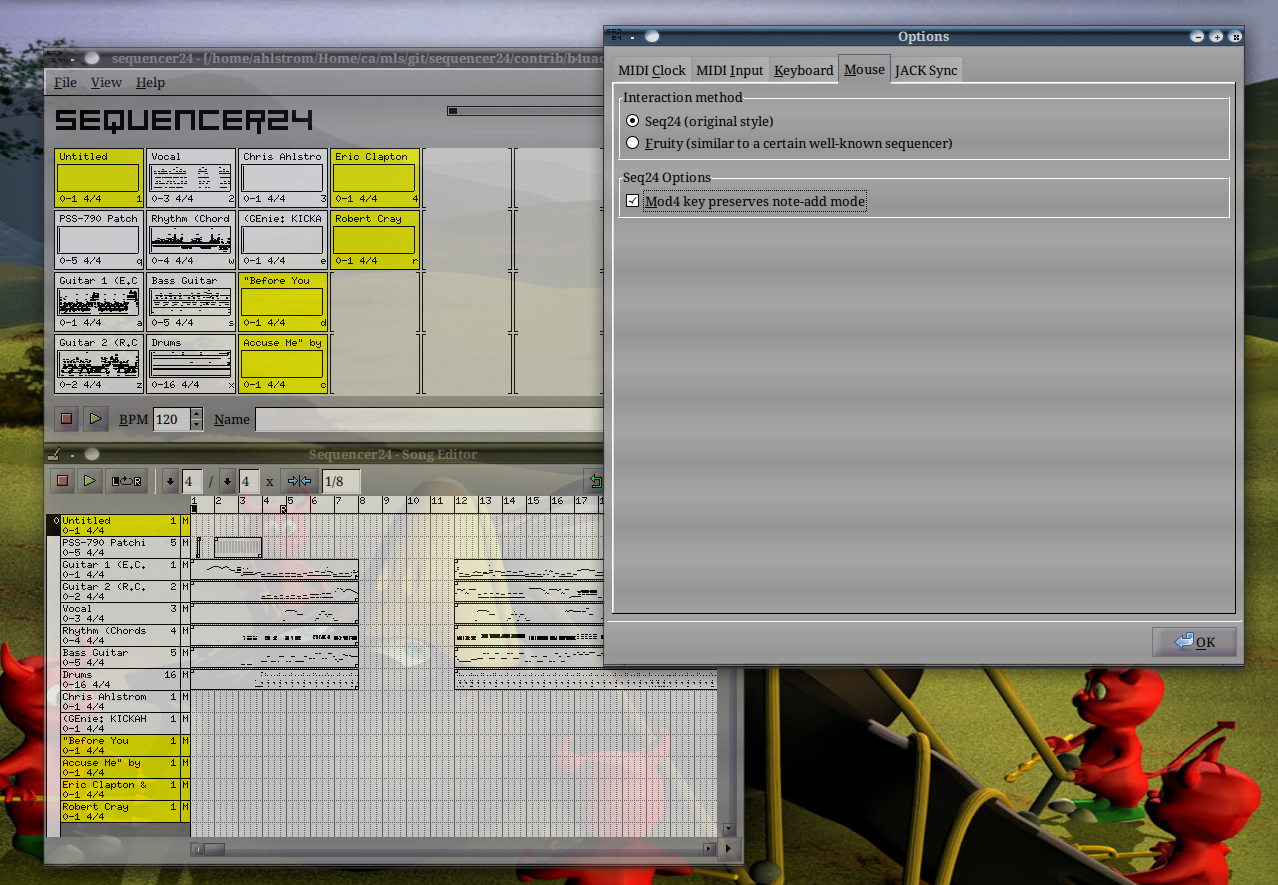 sequencer24 - [/home/ahlstrom/Home/ca/mls/git/sequencer24/contrib/b4uac
File View Help
SEQUENCER24
Untitled
0-1 4/4 1
Vocal
0-3 4/4 2
Chris Ahlstro
0-1 4/4 3
Eric Clapton
0-1 4/4 4
PSS-790 Patch
0-5 4/4 q
Rhythm (Chord
0-4 4/4 w
(GEnie: KICKA
0-1 4/4 e
Robert Cray
0-1 4/4 r
Guitar 1 (E.C
0-1 4/4 a
Bass Guitar
0-5 4/4 s
"Before You
0-1 4/4 d
Guitar 2 (R.C
0-2 4/4 z
Drums
0-16 4/4 x
Accuse Me" by
0-1 4/4 c
BPM 120 Name
Sequencer24 - Song Editor
L R 4 / 4 x 1/8
1 2 3 4 5 6 7 8 9 10 11 12 13 14 15 16 17
R
0 Untitled 1 M
0-1 4/4
PSS-790 Patchi 5 M
0-5 4/4
Guitar 1 (E.C. 1 M
0-1 4/4
Guitar 2 (R.C. 2 M
0-2 4/4
Vocal 3 M
0-3 4/4
Rhythm (Chords 4 M
0-4 4/4
Bass Guitar 5 M
0-5 4/4
Drums 16 M
0-16 4/4
Chris Ahlstrom 1 M
0-1 4/4
(GEnie: KICKAH 1 M
0-1 4/4
"Before You 1 M
0-1 4/4
Accuse Me" by 1 M
0-1 4/4
Eric Clapton & 1 M
0-1 4/4
Robert Cray 1 M
0-1 4/4
Options
MIDI Clock MIDI Input Keyboard Mouse JACK Sync
Interaction method
Seq24 (original style)
Fruity (similar to a certain well-known sequencer)
Seq24 Options
Mod4 key preserves note-add mode
OK